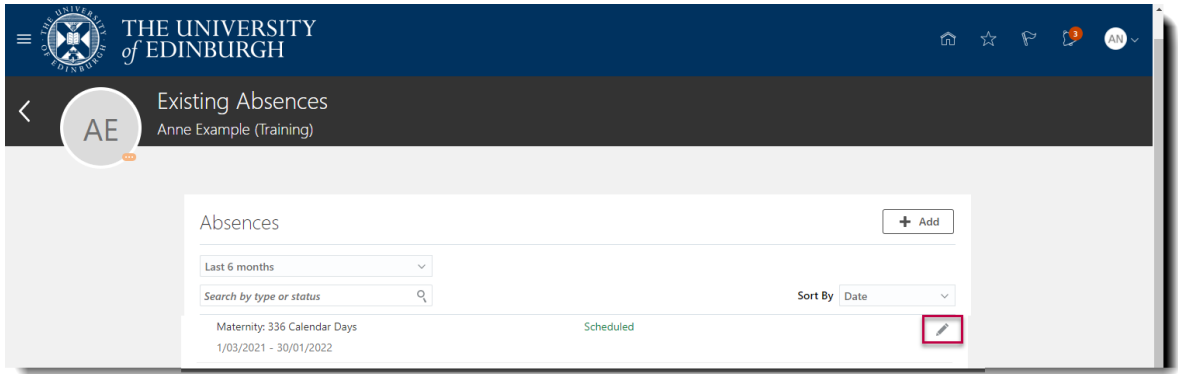 THE UNIVERSITY
of EDINBURGH
3
AN
AE
Existing Absences
Anne Example (Training)
Absences
+ Add
Last 6 months
Search by type or status
Sort By Date
Maternity: 336 Calendar Days Scheduled
1/03/2021 - 30/01/2022